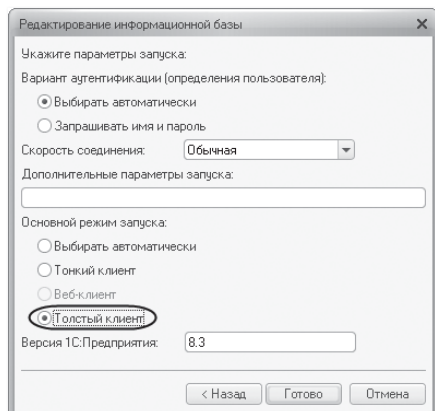 Редактирование информационной базы
Укажите параметры запуска:
Вариант аутентификации (определения пользователя):
Выбирать автоматически
Запрашивать имя и пароль
Скорость соединения: Обычная
Дополнительные параметры запуска:
Основной режим запуска:
Выбирать автоматически
Тонкий клиент
Веб-клиент
Толстый клиент
Версия 1С:Предприятия: 8.3
< Назад Готово Отмена